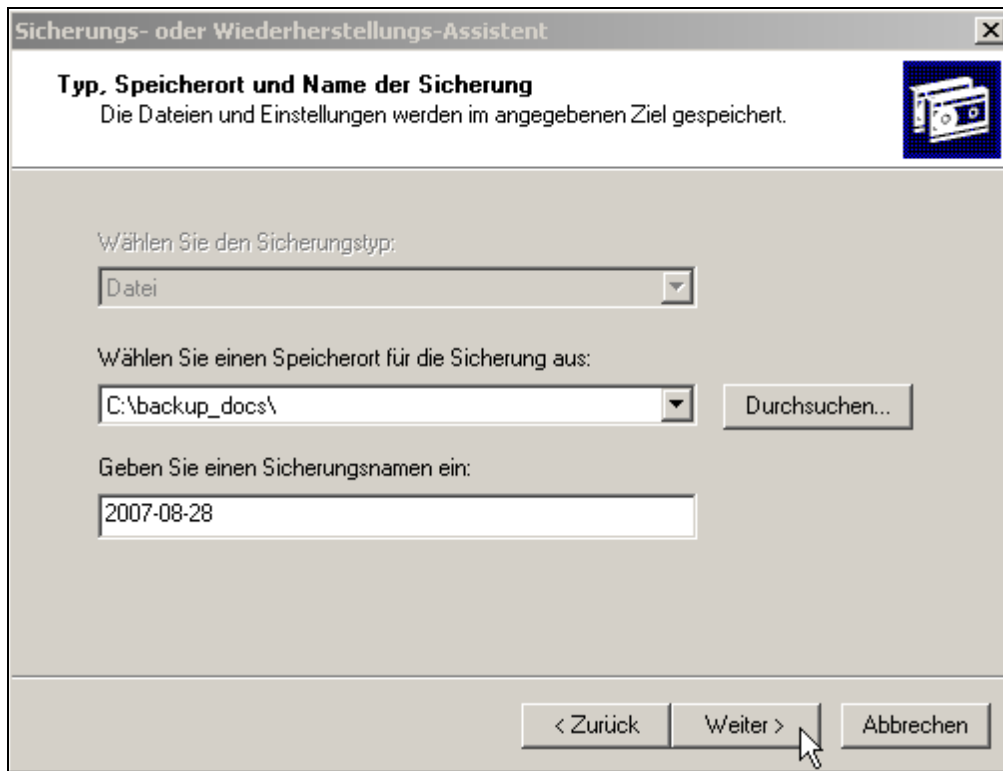 Sicherungs- oder Wiederherstellungs-Assistent
Typ, Speicherort und Name der Sicherung
Die Dateien und Einstellungen werden im angegebenen Ziel gespeichert.
Wählen Sie den Sicherungstyp:
Datei
Wählen Sie einen Speicherort für die Sicherung aus:
C:\backup_docs\
Durchsuchen...
Geben Sie einen Sicherungsnamen ein:
2007-08-28
< Zurück Weiter > Abbrechen